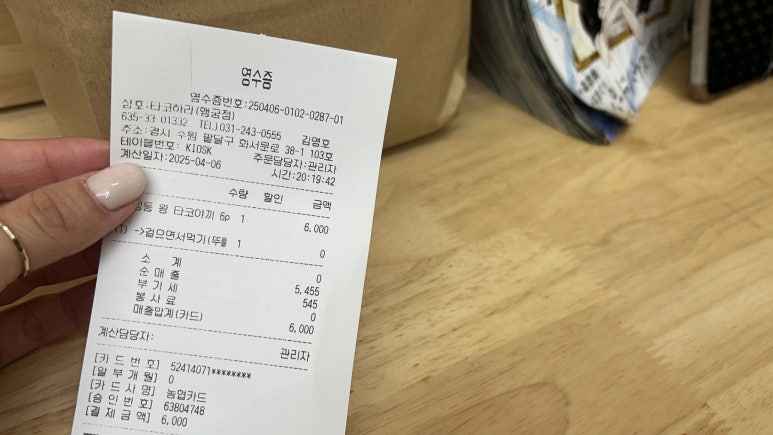 영수증
영수증번호:250406-0102-0287-01
상호:타코하라(행궁점)
635-33-01332 TEL)031-243-0555 김영호
주소:경시 수원 팔달구 화서문로 38-1 103호
테이블번호: KIOSK 주문담당자:관리자
계산일자:2025-04-06 시간:20:19:42
수량 할인 금액
왕 타코야끼 6p 1 6,000
->걸으면서먹기(뚜 1 0
소 계 0
순 매 출 5,455
부 가 세 545
봉 사 료 0
매출합계(카드) 6,000
계산담당자: 관리자
[카 드 번 호] 52414071********
[할 부 개 월] 0
[카 드 사 명] 농협카드
[승 인 번 호] 63804748
[결 제 금 액] 6,000